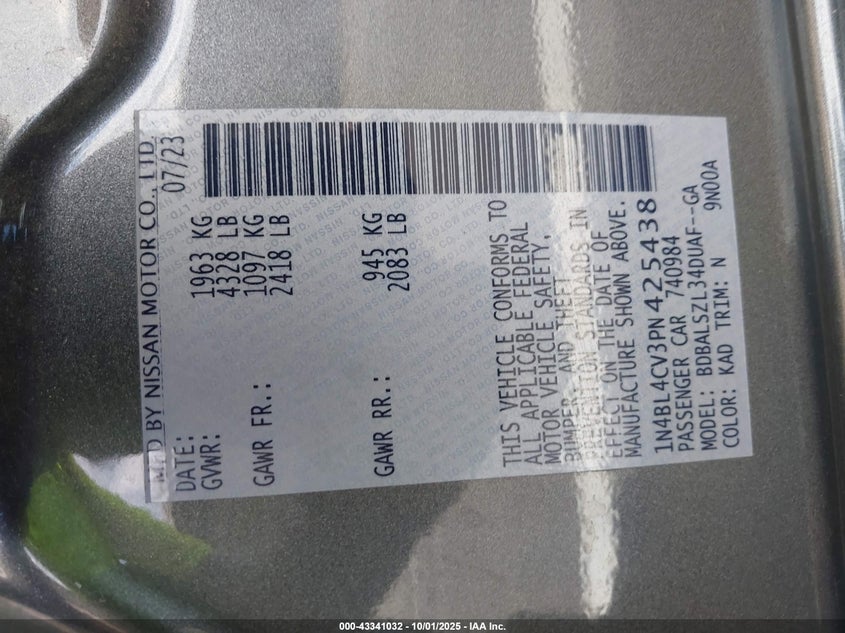 MFD BY NISSAN MOTOR CO., LTD.
DATE: 07/23
GVWR: 1963 KG
4328 LB
GAWR FR.: 1097 KG
2418 LB
GAWR RR.: 945 KG
2083 LB
THIS VEHICLE CONFORMS TO
ALL APPLICABLE FEDERAL
MOTOR VEHICLE SAFETY,
BUMPER, AND THEFT
PREVENTION STANDARDS IN
EFFECT ON THE DATE OF
MANUFACTURE SHOWN ABOVE.
1N4BL4CV3PN425438
PASSENGER CAR 740984
MODEL: BDBALSZL34DUAF--GA
COLOR: KAD TRIM: N 9N00A
000-43341032 - 10/01/2025 - IAA Inc.